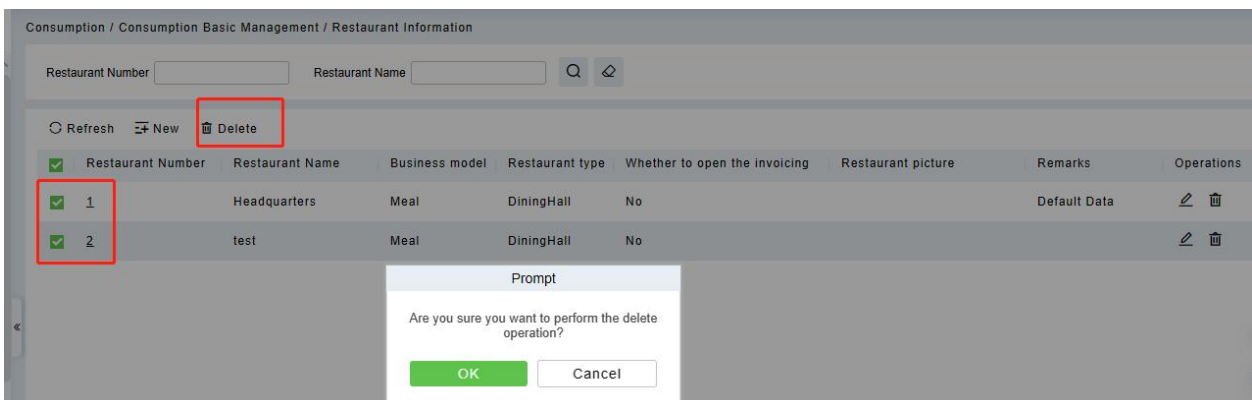 Consumption / Consumption Basic Management / Restaurant Information
Restaurant Number Restaurant Name
Refresh New Delete
Restaurant Number Restaurant Name Business model Restaurant type Whether to open the invoicing Restaurant picture Remarks Operations
1 Headquarters Meal DiningHall No Default Data
2 test Meal DiningHall No
Prompt
Are you sure you want to perform the delete
operation?
OK Cancel